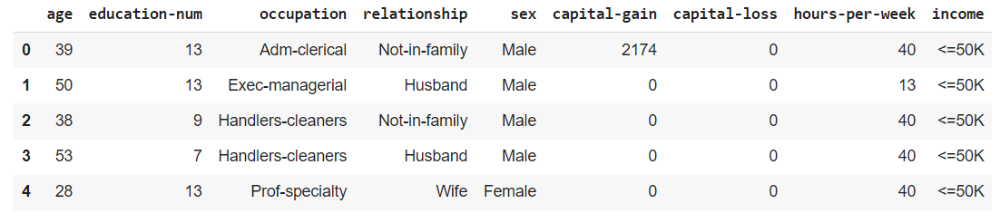 age education-num occupation relationship sex capital-gain capital-loss hours-per-week income
0 39 13 Adm-clerical Not-in-family Male 2174 0 40 <=50K
1 50 13 Exec-managerial Husband Male 0 0 13 <=50K
2 38 9 Handlers-cleaners Not-in-family Male 0 0 40 <=50K
3 53 7 Handlers-cleaners Husband Male 0 0 40 <=50K
4 28 13 Prof-specialty Wife Female 0 0 40 <=50K